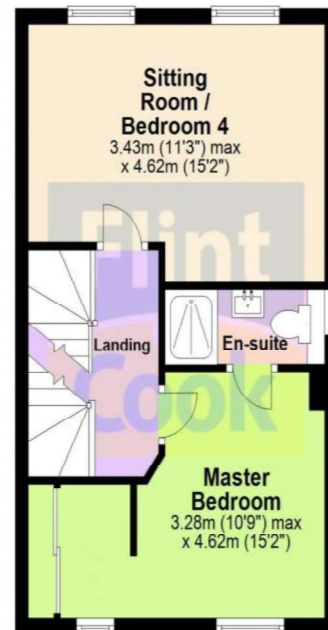 Sitting
Room /
Bedroom 4
3.43m (11'3") max
x 4.62m (15'2")
Flint
Landing
En-suite
Cook
Master
Bedroom
3.28m (10'9") max
x 4.62m (15'2")